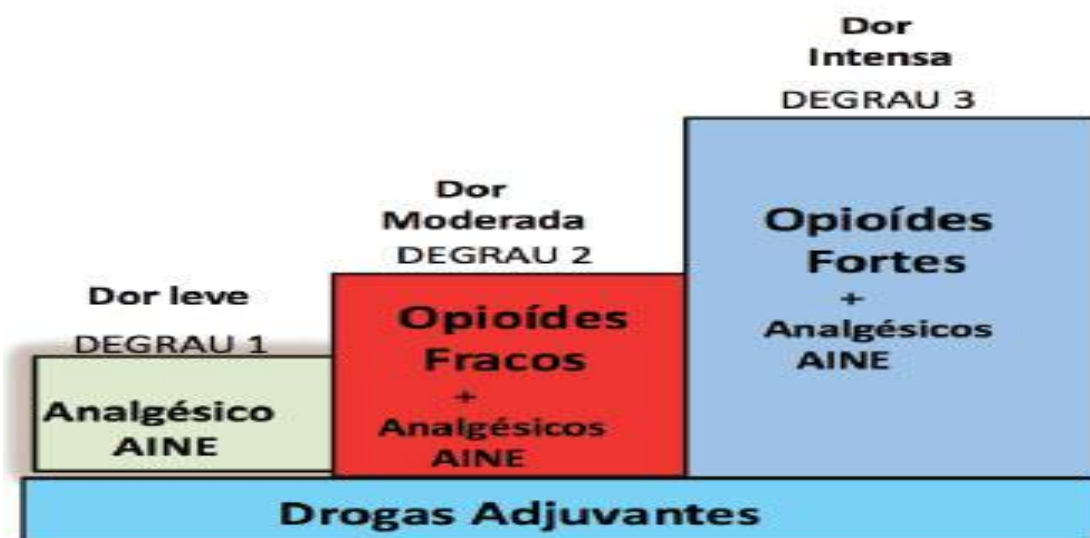 Dor leve
DEGRAU 1
Analgésico
AINE
Dor
Moderada
DEGRAU 2
Opioídes
Fracos
+
Analgésicos
AINE
Dor
Intensa
DEGRAU 3
Opioídes
Fortes
+
Analgésicos
AINE
Drogas Adjuvantes